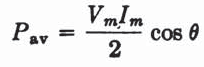 P_av = V_m I_m / 2 cos θ